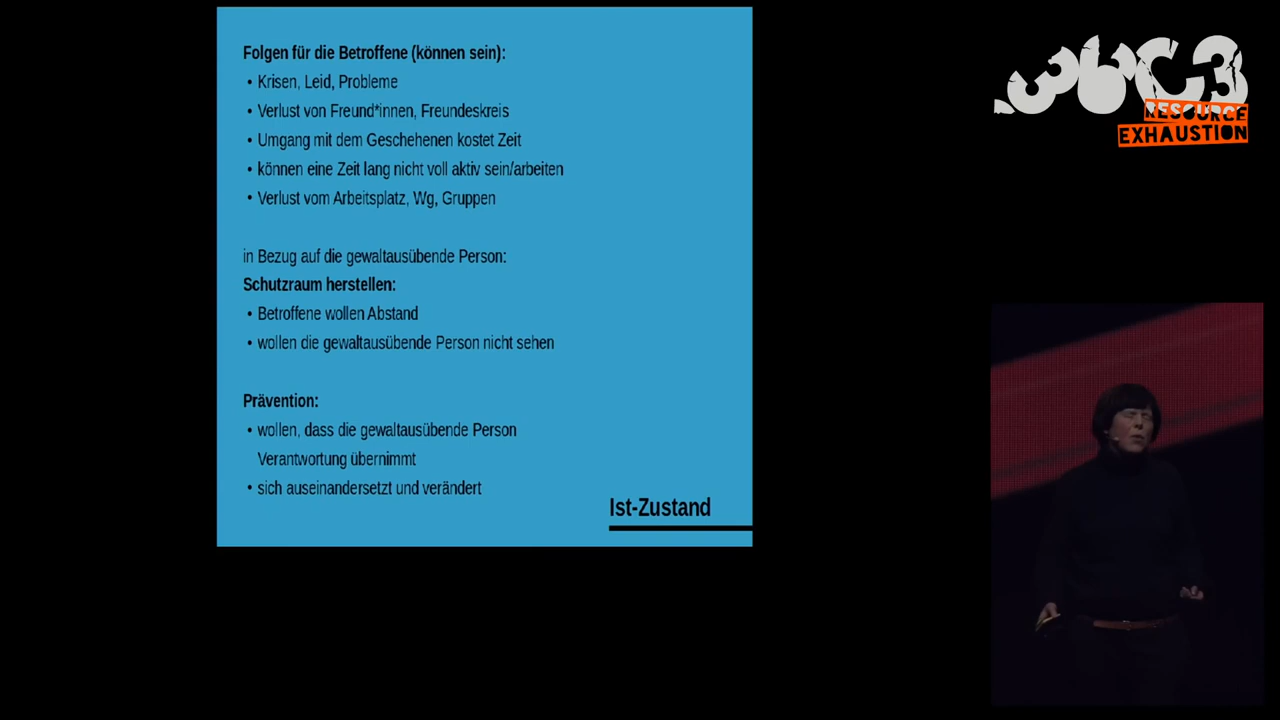 Folgen für die Betroffene (können sein):
• Krisen, Leid, Probleme
• Verlust von Freund*innen, Freundeskreis
• Umgang mit dem Geschehenen kostet Zeit
• können eine Zeit lang nicht voll aktiv sein/arbeiten
• Verlust vom Arbeitsplatz, Wg, Gruppen
in Bezug auf die gewaltausübende Person:
Schutzraum herstellen:
• Betroffene wollen Abstand
• wollen die gewaltausübende Person nicht sehen
Prävention:
• wollen, dass die gewaltausübende Person
Verantwortung übernimmt
• sich auseinandersetzt und verändert
Ist-Zustand
36C3
RESOURCE
EXHAUSTION